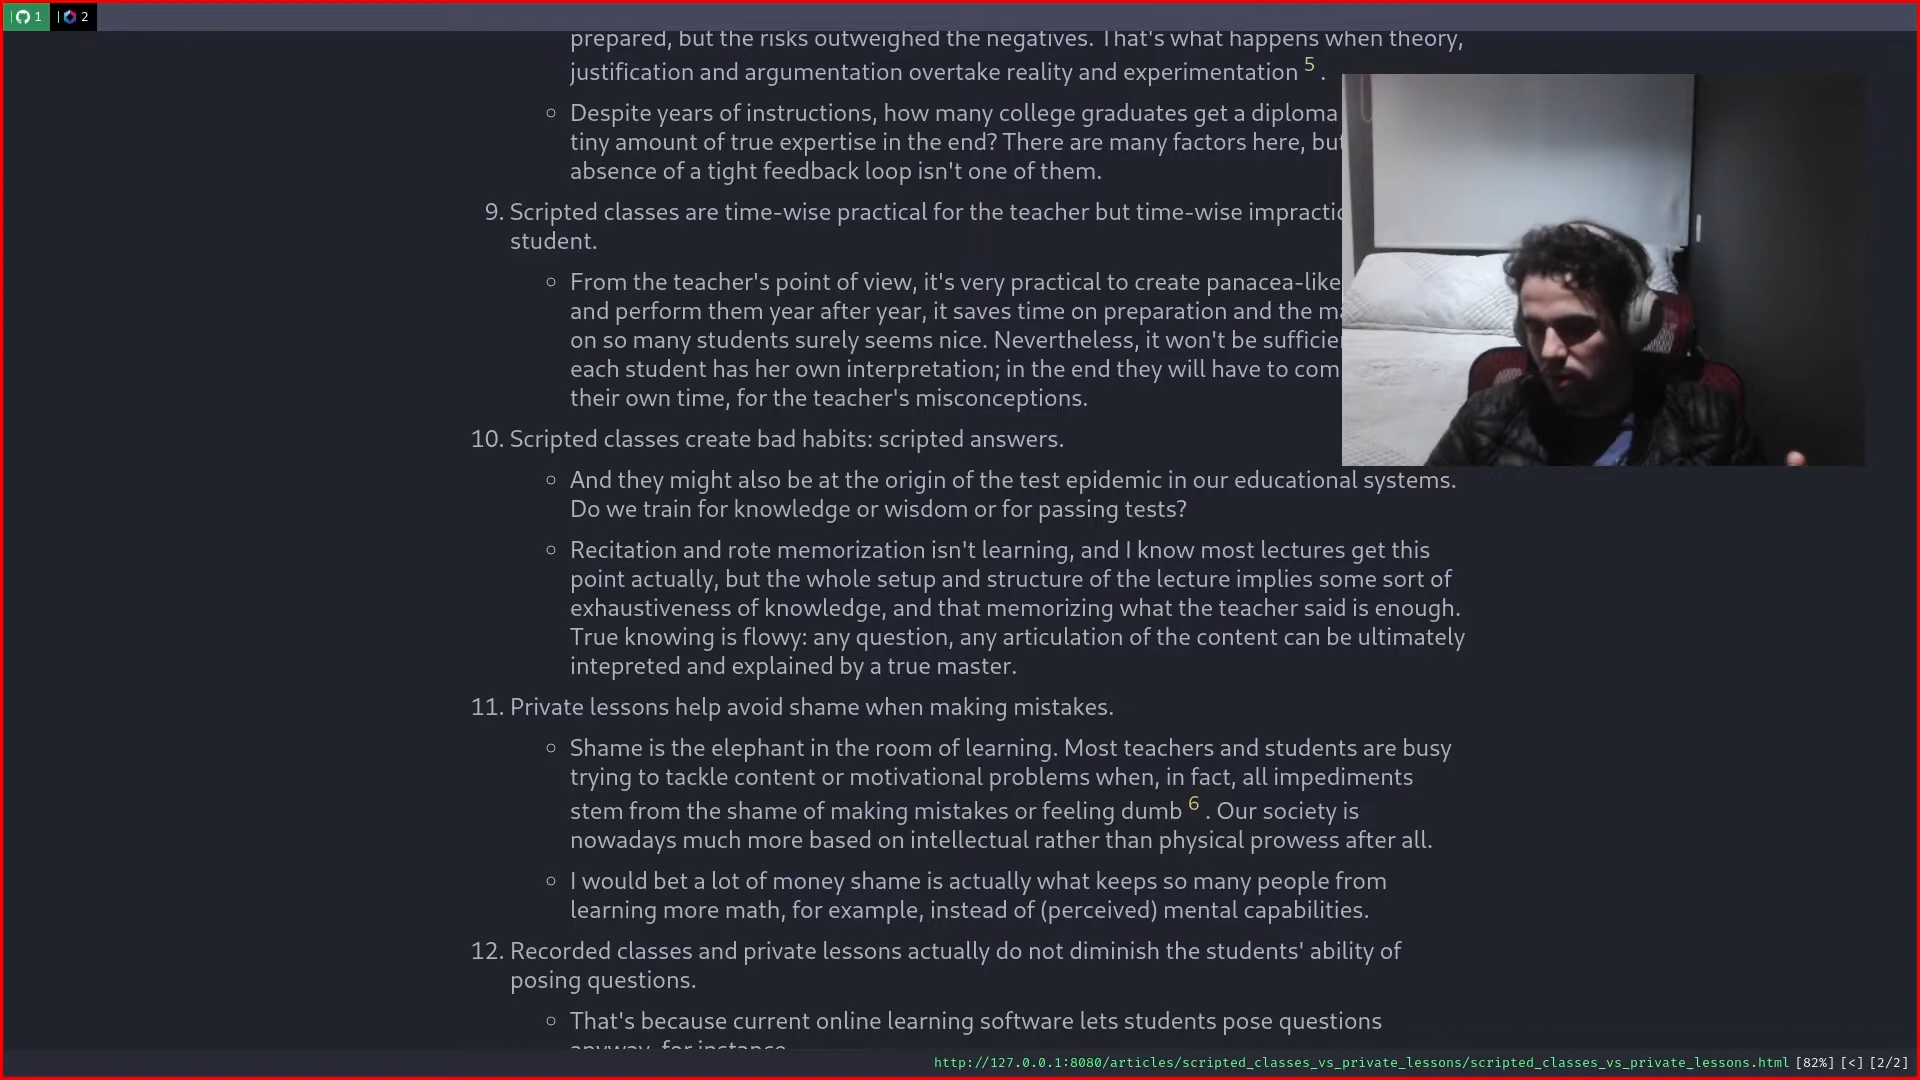 1 2
prepared, but the risks outweighed the negatives. That's what happens when theory,
justification and argumentation overtake reality and experimentation 5 .
◦ Despite years of instructions, how many college graduates get a diploma
tiny amount of true expertise in the end? There are many factors here, but
absence of a tight feedback loop isn't one of them.
9. Scripted classes are time-wise practical for the teacher but time-wise
student.
◦ From the teacher's point of view, it's very practical to create panacea-like
and perform them year after year, it saves time on preparation and the
on so many students surely seems nice. Nevertheless, it won't be
each student has her own interpretation; in the end they will have to
their own time, for the teacher's misconceptions.
10. Scripted classes create bad habits: scripted answers.
◦ And they might also be at the origin of the test epidemic in our educational systems.
Do we train for knowledge or wisdom or for passing tests?
◦ Recitation and rote memorization isn't learning, and I know most lectures get this
point actually, but the whole setup and structure of the lecture implies some sort of
exhaustiveness of knowledge, and that memorizing what the teacher said is enough.
True knowing is flowy: any question, any articulation of the content can be ultimately
intepreted and explained by a true master.
11. Private lessons help avoid shame when making mistakes.
◦ Shame is the elephant in the room of learning. Most teachers and students are busy
trying to tackle content or motivational problems when, in fact, all impediments
stem from the shame of making mistakes or feeling dumb 6 . Our society is
nowadays much more based on intellectual rather than physical prowess after all.
◦ I would bet a lot of money shame is actually what keeps so many people from
learning more math, for example, instead of (perceived) mental capabilities.
12. Recorded classes and private lessons actually do not diminish the students' ability of
posing questions.
◦ That's because current online learning software lets students pose questions
anyway, for instance
http://127.0.0.1:8080/articles/scripted_classes_vs_private_lessons/scripted_classes_vs_private_lessons.html [82%] [<] [2/2]